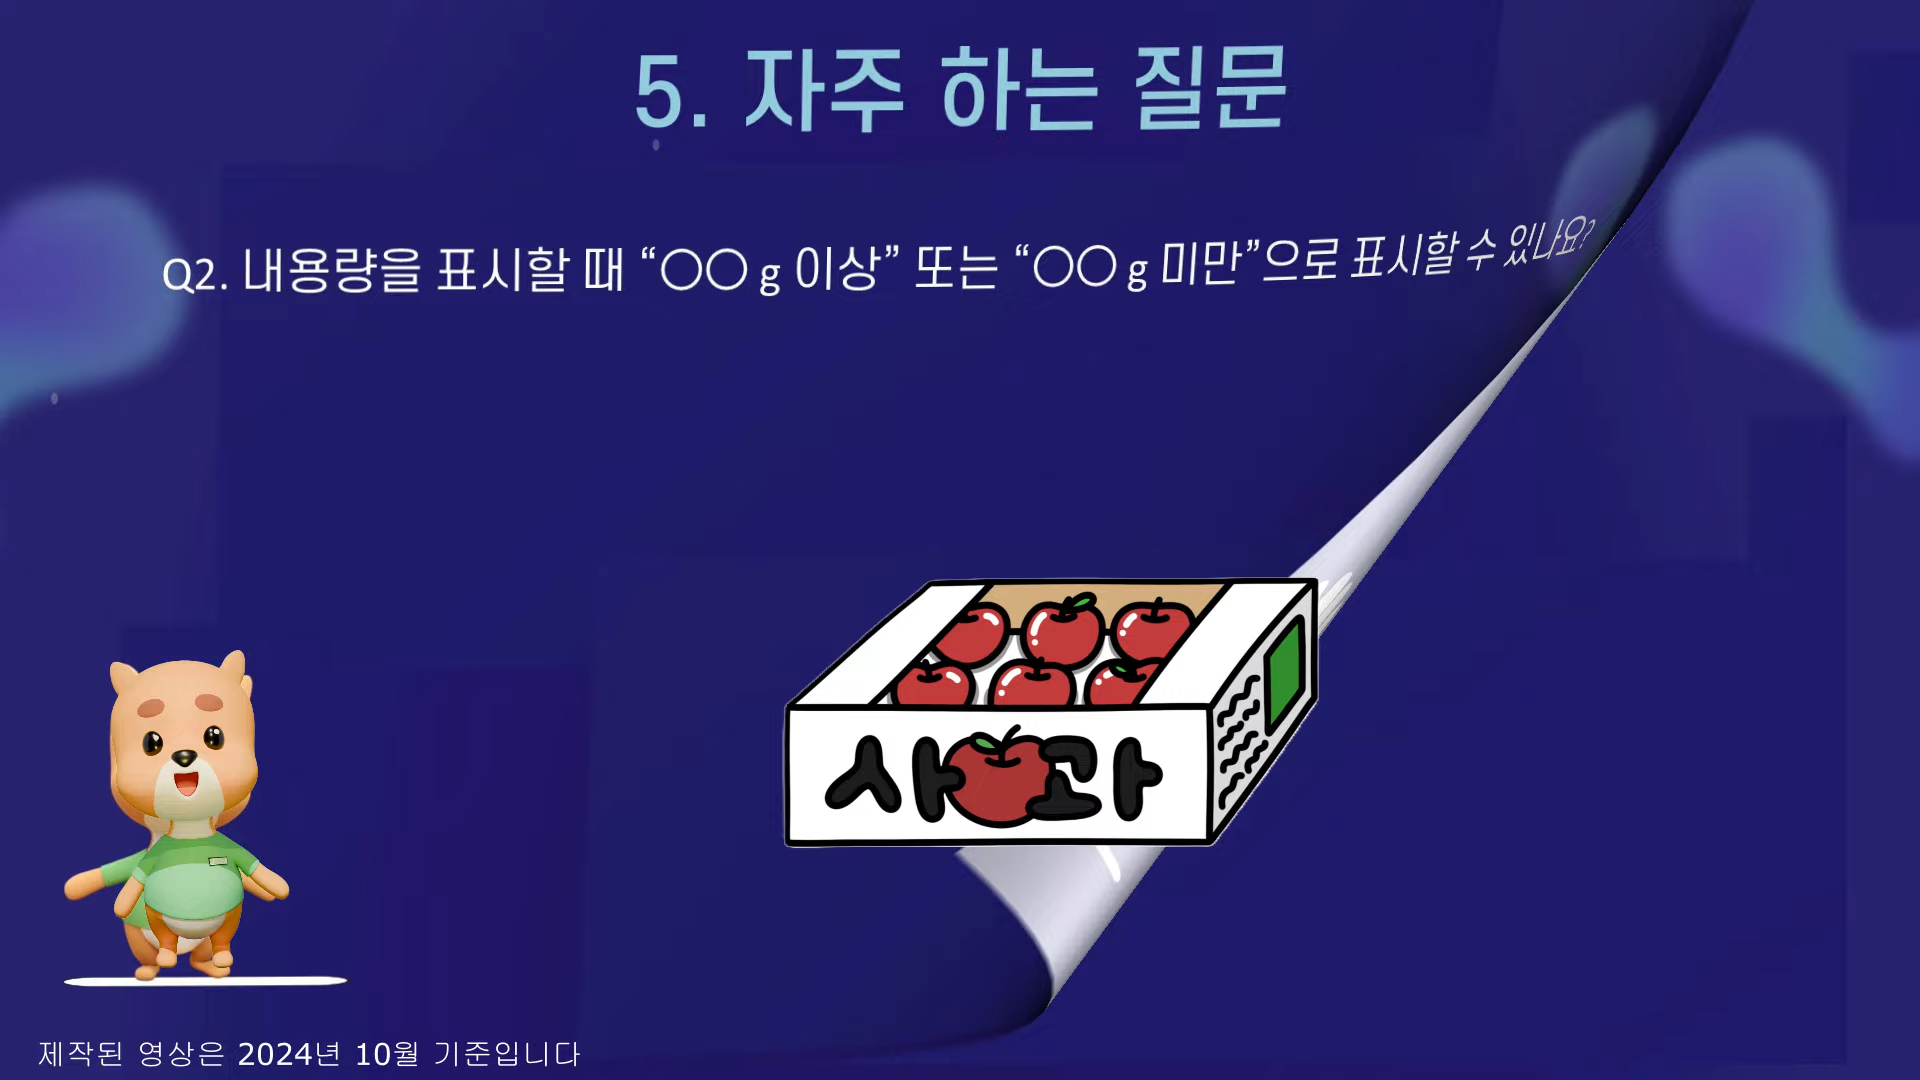 5. 자주 하는 질문
Q2. 내용량을 표시할 때 “○○ g 이상” 또는 “○○ g 미만”으로 표시할 수 있나요?
사과
제작된 영상은 2024년 10월 기준입니다